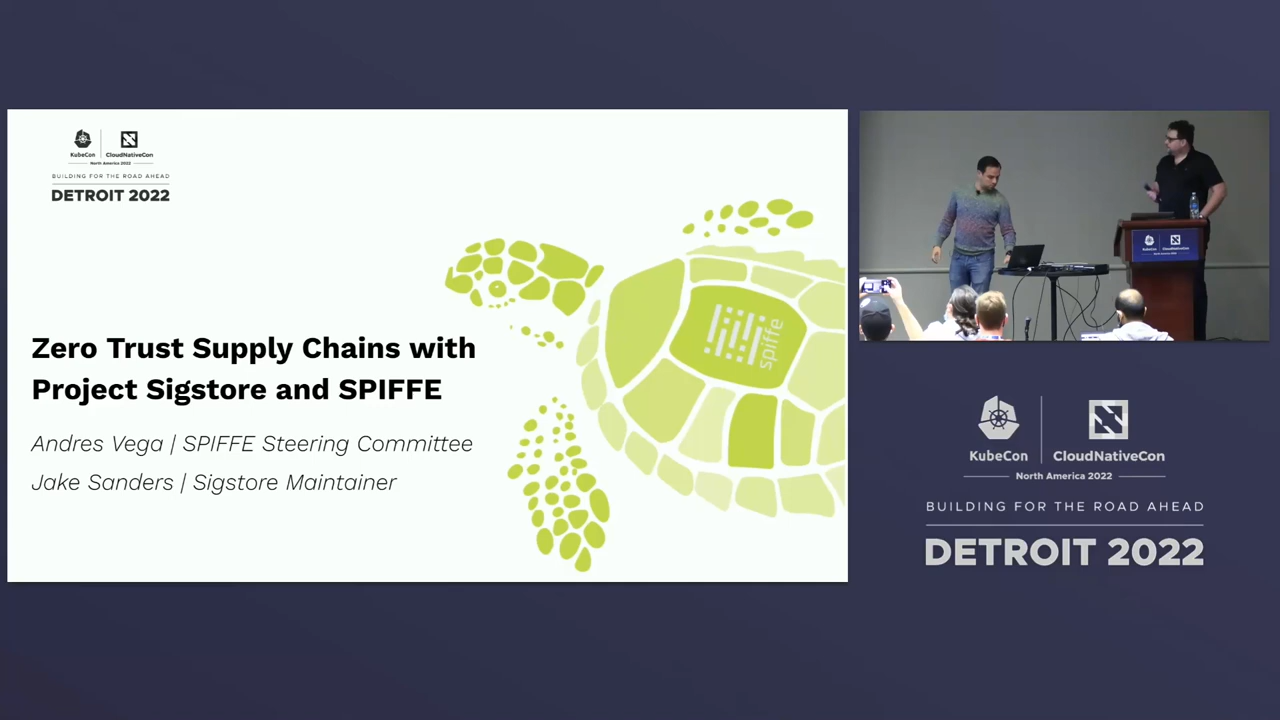 KubeCon
CloudNativeCon
North America 2022
BUILDING FOR THE ROAD AHEAD
DETROIT 2022
spiffe
Zero Trust Supply Chains with
Project Sigstore and SPIFFE
Andres Vega | SPIFFE Steering Committee
Jake Sanders | Sigstore Maintainer
KubeCon
CloudNativeCon
North America 2022
BUILDING FOR THE ROAD AHEAD
DETROIT 2022